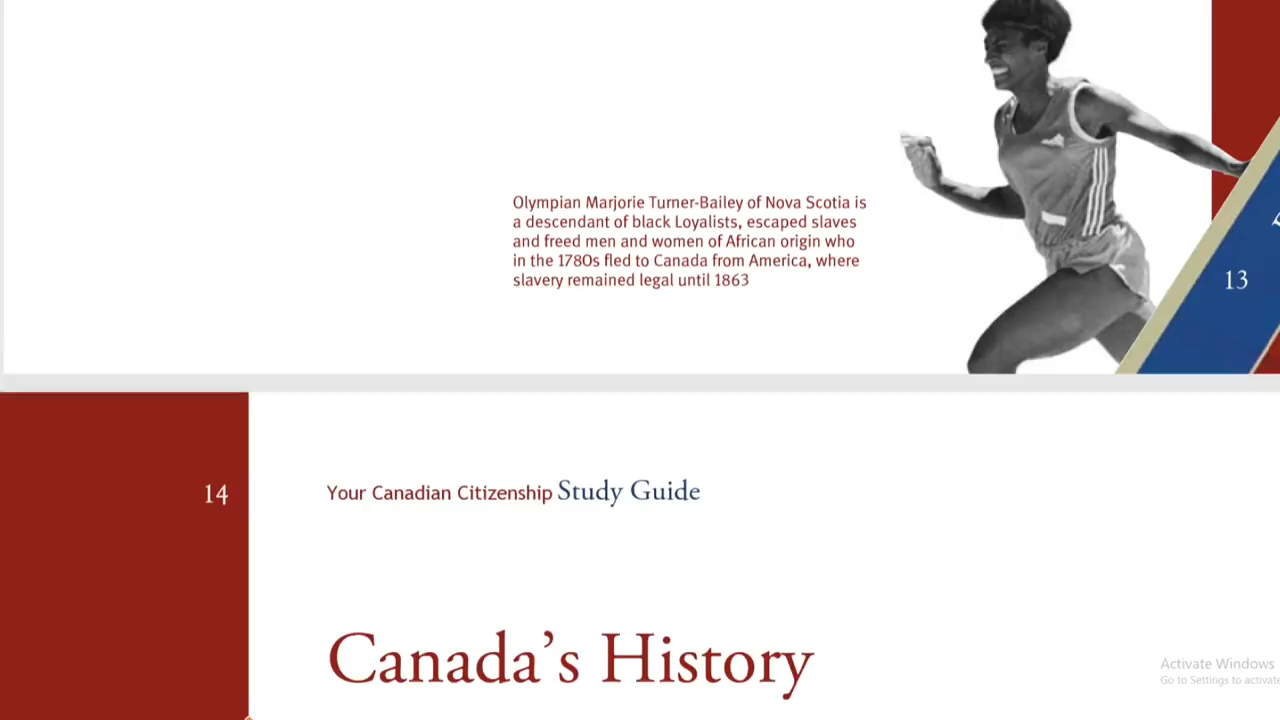 Olympian Marjorie Turner-Bailey of Nova Scotia is
a descendant of black Loyalists, escaped slaves
and freed men and women of African origin who
in the 1780s fled to Canada from America, where
slavery remained legal until 1863
13
14
Your Canadian Citizenship Study Guide
Canada's History
Activate Windows
Go to Settings to activate